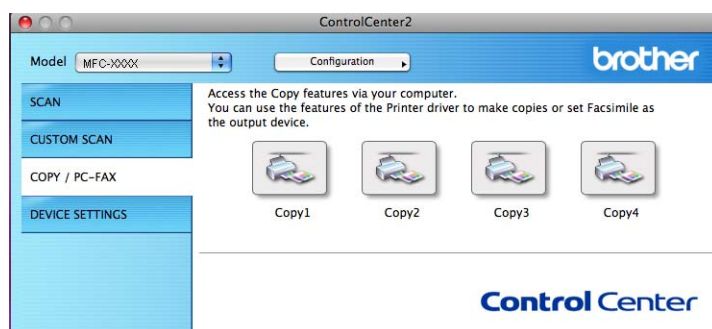 ControlCenter2
Model MFC-XXXX Configuration brother
SCAN
CUSTOM SCAN
COPY / PC-FAX
DEVICE SETTINGS
Access the Copy features via your computer.
You can use the features of the Printer driver to make copies or set Facsimile as
the output device.
Copy1 Copy2 Copy3 Copy4
Control Center